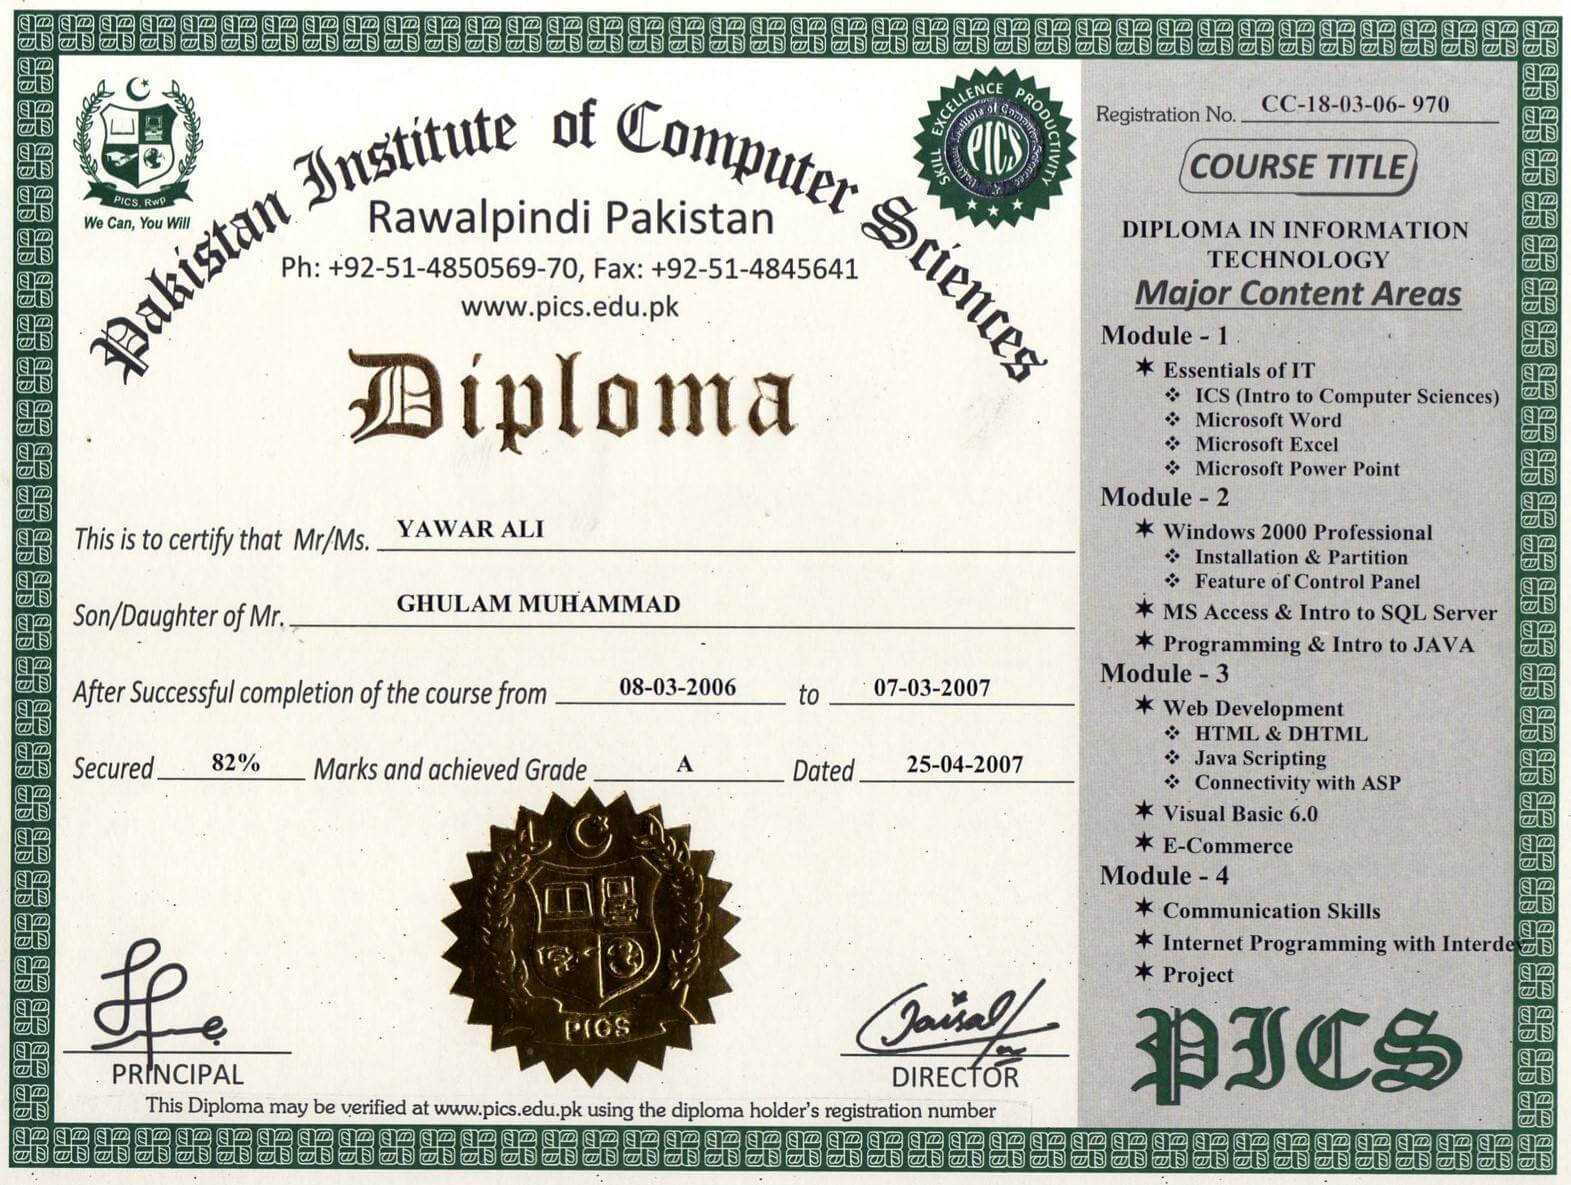 Pakistan Institute of Computer Sciences
PICS, Rwp
We Can, You Will
SKILL EXCELLENCE PRODUCTIVITY
Pakistan Institute of Computer Sciences
PICS
Rawalpindi Pakistan
Ph: +92-51-4850569-70, Fax: +92-51-4845641
www.pics.edu.pk
Diploma
This is to certify that Mr/Ms. YAWAR ALI
Son/Daughter of Mr. GHULAM MUHAMMAD
After Successful completion of the course from 08-03-2006 to 07-03-2007
Secured 82% Marks and achieved Grade A Dated 25-04-2007
PICS
Faisal
PRINCIPAL
DIRECTOR
This Diploma may be verified at www.pics.edu.pk using the diploma holder's registration number
Registration No. CC-18-03-06- 970
COURSE TITLE
DIPLOMA IN INFORMATION
TECHNOLOGY
Major Content Areas
Module - 1
Essentials of IT
ICS (Intro to Computer Sciences)
Microsoft Word
Microsoft Excel
Microsoft Power Point
Module - 2
Windows 2000 Professional
Installation & Partition
Feature of Control Panel
MS Access & Intro to SQL Server
Programming & Intro to JAVA
Module - 3
Web Development
HTML & DHTML
Java Scripting
Connectivity with ASP
Visual Basic 6.0
E-Commerce
Module - 4
Communication Skills
Internet Programming with Interdev
Project
PICS